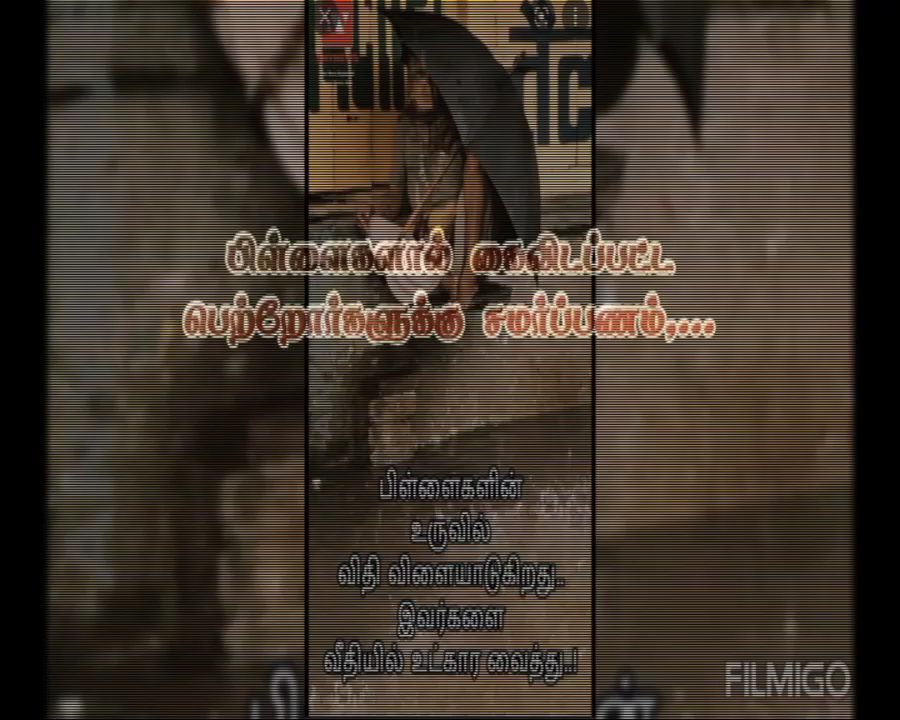 பிள்ளைகளால் கைவிடப்பட்ட
பெற்றோர்களுக்கு சமர்ப்பணம்,...
பிள்ளைகளின்
உருவில்
விதி விளையாடுகிறது..
இவர்களை
வீதியில் உட்கார வைத்து..!
FILMIGO